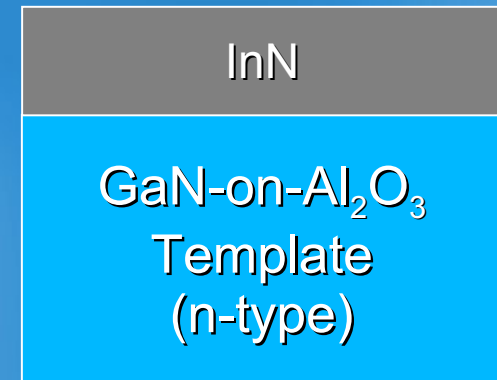 InN
GaN-on-Al₂O₃
Template
(n-type)